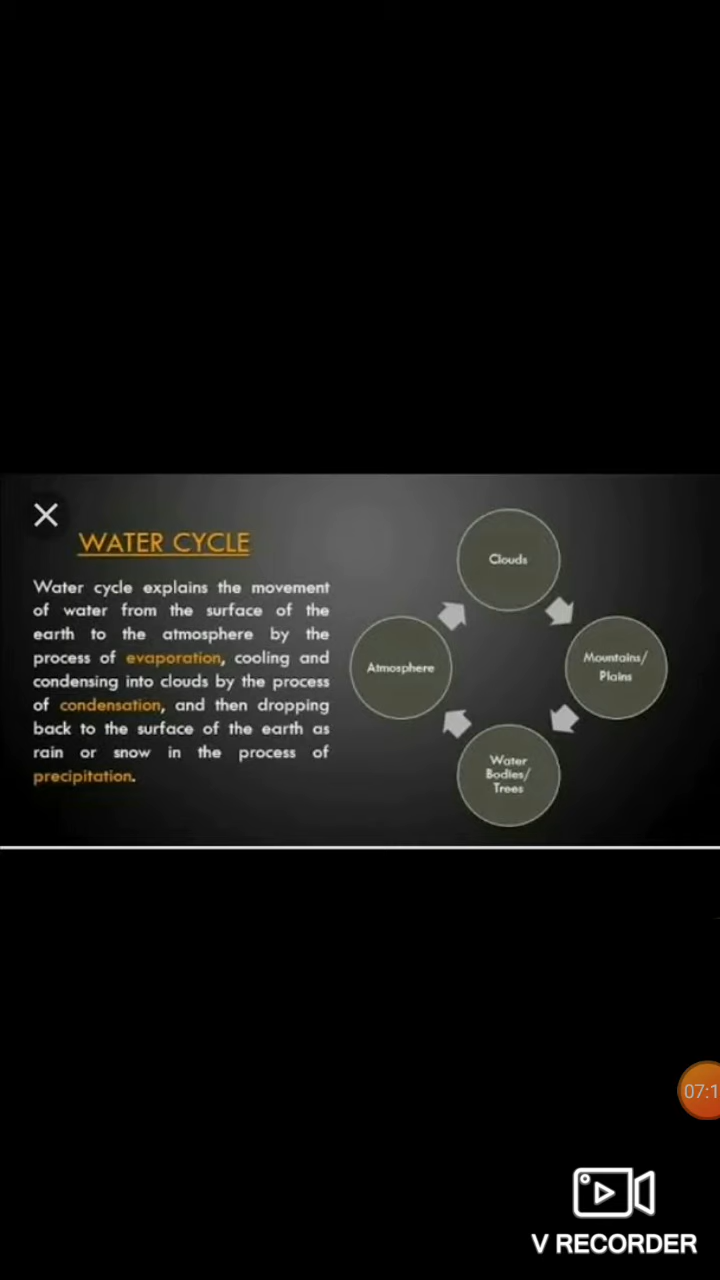 WATER CYCLE
Water cycle explains the movement
of water from the surface of the
earth to the atmosphere by the
process of evaporation, cooling and
condensing into clouds by the process
of condensation, and then dropping
back to the surface of the earth as
rain or snow in the process of
precipitation.
Clouds
Atmosphere
Mountains/
Plains
Water
Bodies/
Trees
07:1
V RECORDER